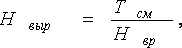 H выр = T см / H вр ,